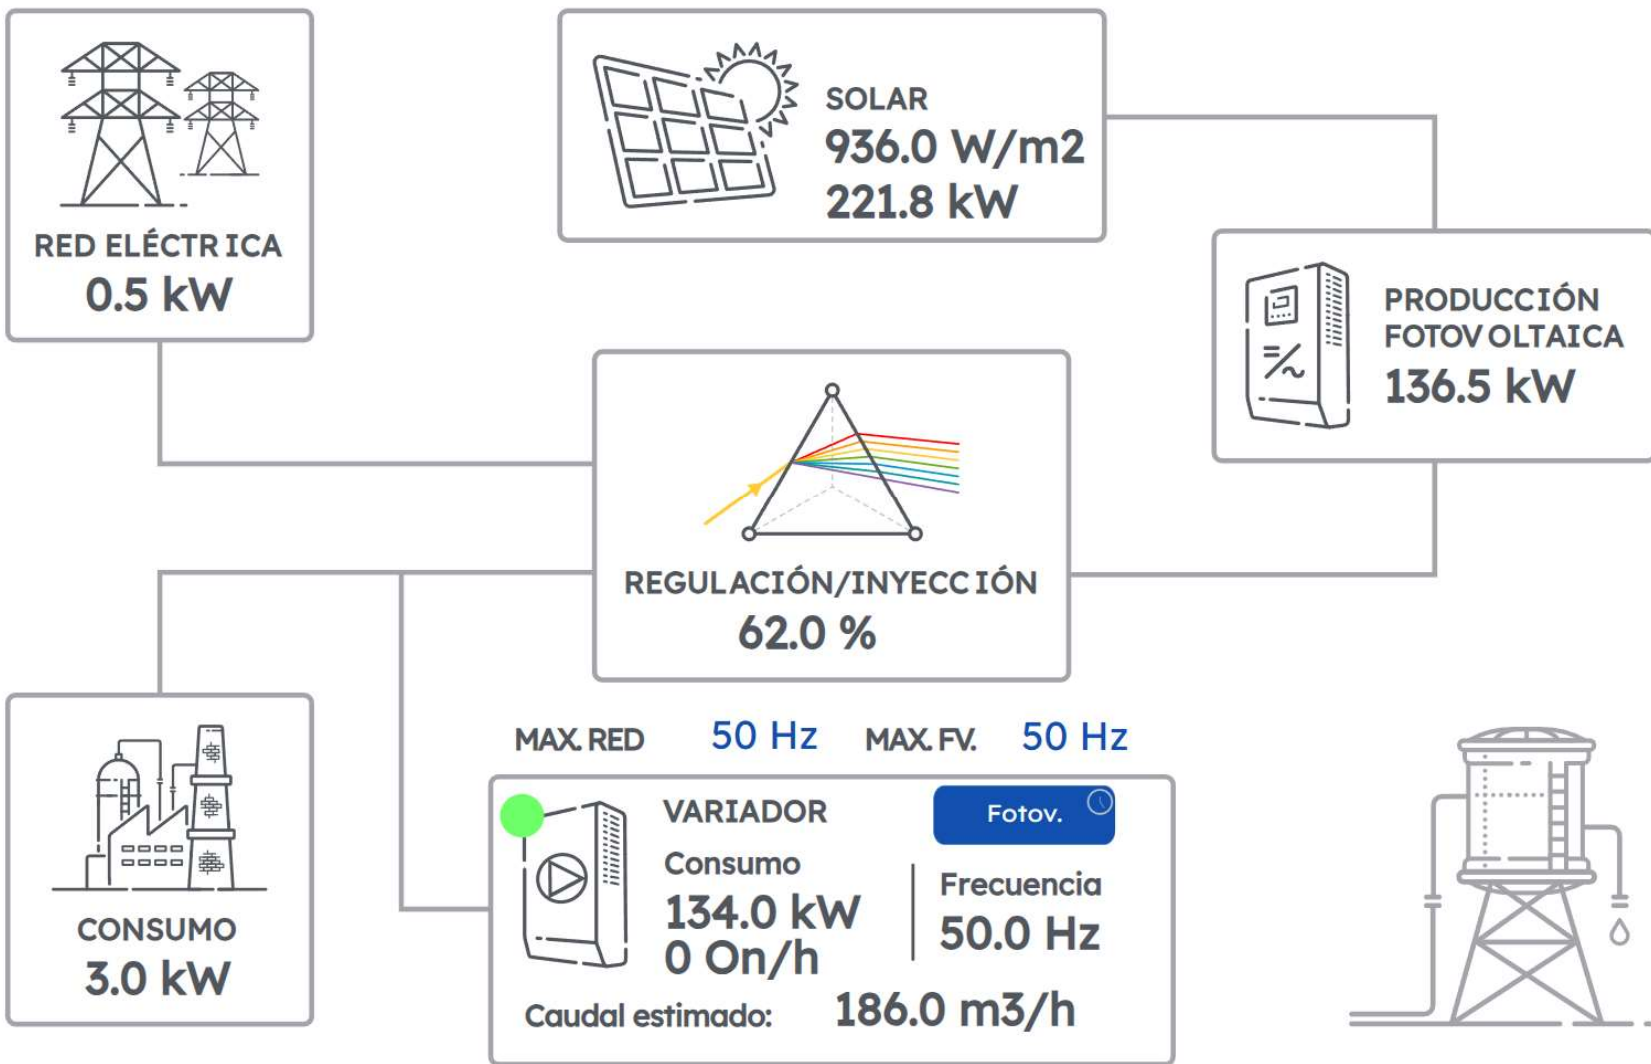 RED ELÉCTRICA
0.5 kW
SOLAR
936.0 W/m2
221.8 kW
PRODUCCIÓN
FOTOVOLTAICA
136.5 kW
REGULACIÓN/INYECCIÓN
62.0 %
CONSUMO
3.0 kW
MAX. RED 50 Hz MAX. FV. 50 Hz
VARIADOR
Fotov.
Consumo
134.0 kW
0 On/h
Frecuencia
50.0 Hz
Caudal estimado: 186.0 m3/h